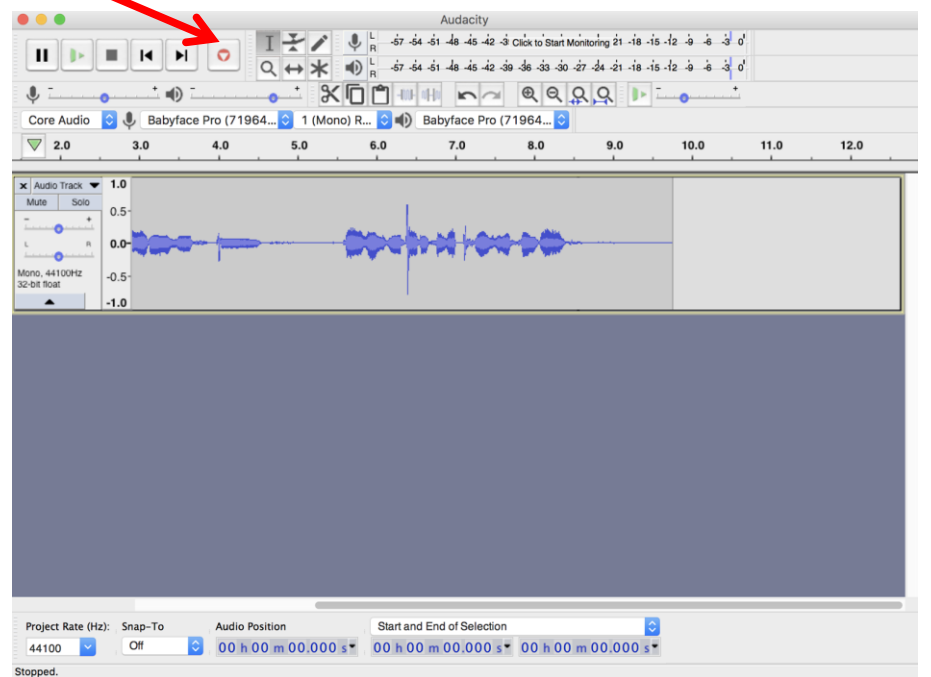 Audacity
L R -57 -54 -51 -48 -45 -42 -3 Click to Start Monitoring 21 -18 -15 -12 -9 -6 -3 0
L R -57 -54 -51 -48 -45 -42 -39 -36 -33 -30 -27 -24 -21 -18 -15 -12 -9 -6 -3 0
- + - + - +
Core Audio Babyface Pro (71964... 1 (Mono) R... Babyface Pro (71964...
2.0 3.0 4.0 5.0 6.0 7.0 8.0 9.0 10.0 11.0 12.0
x Audio Track 1.0
Mute Solo
- + 0.5-
L R 0.0-
Mono, 44100Hz -0.5-
32-bit float
-1.0
Project Rate (Hz): Snap-To Audio Position Start and End of Selection
44100 Off 00 h 00 m 00.000 s 00 h 00 m 00.000 s 00 h 00 m 00.000 s
Stopped.